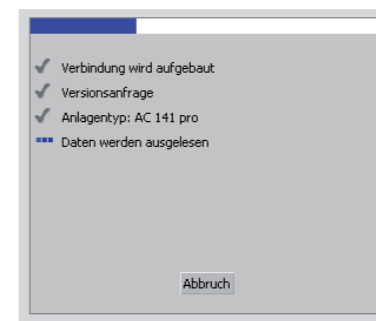 Verbindung wird aufgebaut
Versionsanfrage
Anlagentyp: AC 141 pro
Daten werden ausgelesen
Abbruch